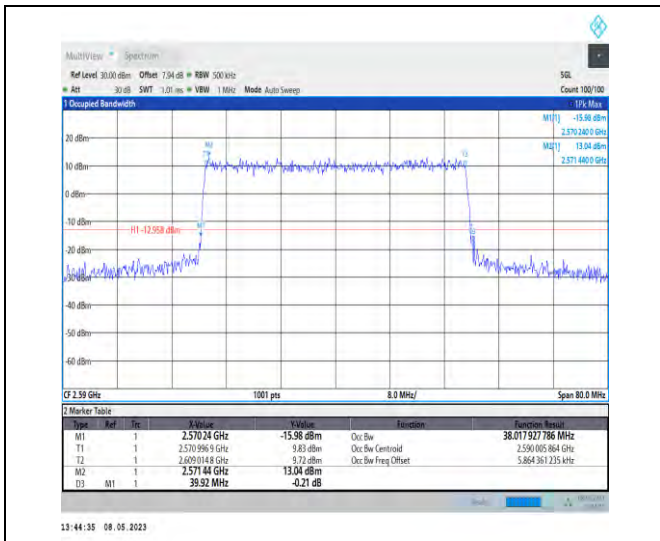 MultiView Spectrum
Ref Level 30.00 dBm Offset 7.94 dB RBW 500 kHz SGL
Att 30 dB SWT 1.01 ms VBW 1 MHz Mode Auto Sweep Count 100/100
1 Occupied Bandwidth 1Pk Max
M1[1] -15.98 dBm
2.570240 0 GHz
20 dBm M2 M2[1] 13.04 dBm
2.571 440 0 GHz
10 dBm
0 dBm
-10 dBm
H1 -12.958 dBm M1
-20 dBm
-30 dBm
-40 dBm
-50 dBm
-60 dBm
CF 2.59 GHz 1001 pts 8.0 MHz/ Span 80.0 MHz
2 Marker Table
Type Ref Trc X-Value Y-Value Function Function Result
M1 1 2.570 24 GHz -15.98 dBm Occ Bw 38.017 927 786 MHz
T1 1 2.570 996 9 GHz 9.83 dBm Occ Bw Centroid 2.590 005 864 GHz
T2 1 2.609 014 8 GHz 9.72 dBm Occ Bw Freq Offset 5.864 361 235 kHz
M2 1 2.571 44 GHz 13.04 dBm
D3 M1 1 39.92 MHz -0.21 dB
13:44:35 08.05.2023